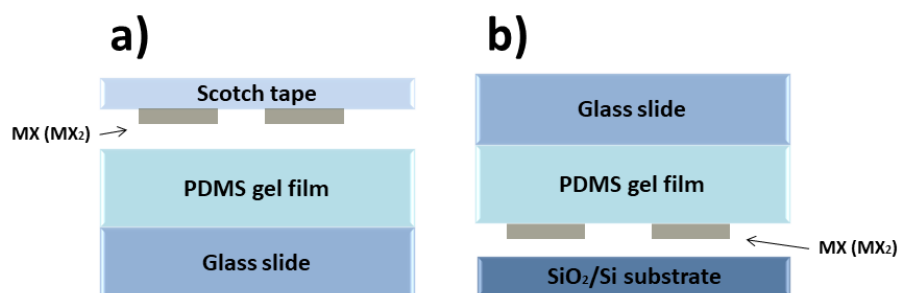 a)
Scotch tape
MX (MX₂)
PDMS gel film
Glass slide
b)
Glass slide
PDMS gel film
MX (MX₂)
SiO₂/Si substrate